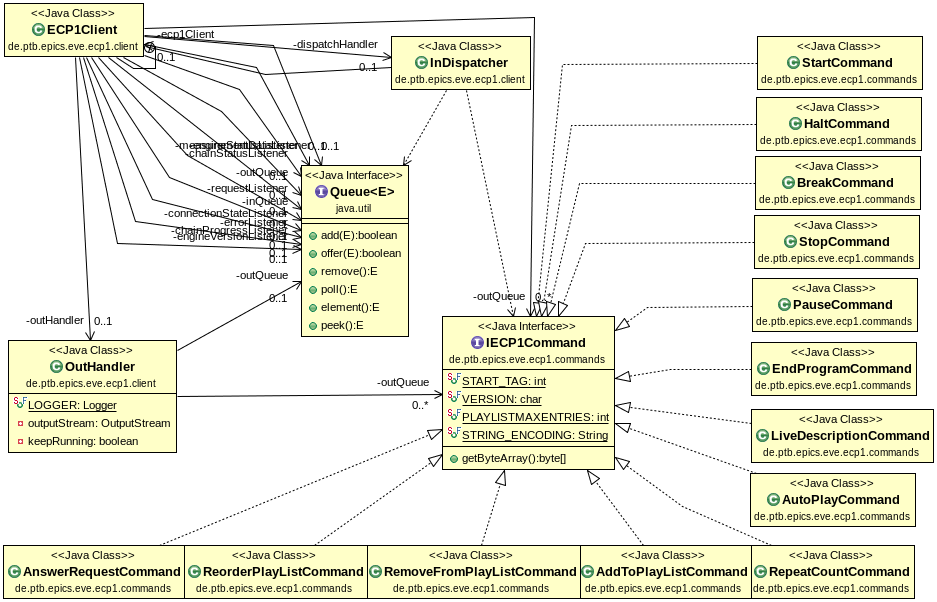 <<Java Class>>
ECP1Client
de.ptb.epics.eve.ecp1.client
-ecp1Client
0..1
-dispatchHandler
0..1
<<Java Class>>
InDispatcher
de.ptb.epics.eve.ecp1.client
<<Java Class>>
StartCommand
de.ptb.epics.eve.ecp1.commands
<<Java Class>>
HaltCommand
de.ptb.epics.eve.ecp1.commands
<<Java Class>>
BreakCommand
de.ptb.epics.eve.ecp1.commands
<<Java Class>>
StopCommand
de.ptb.epics.eve.ecp1.commands
<<Java Class>>
PauseCommand
de.ptb.epics.eve.ecp1.commands
<<Java Class>>
EndProgramCommand
de.ptb.epics.eve.ecp1.commands
<<Java Class>>
LiveDescriptionCommand
de.ptb.epics.eve.ecp1.commands
<<Java Class>>
AutoPlayCommand
de.ptb.epics.eve.ecp1.commands
0..1
-chainStatusListener
-outQueue
0..1
-requestListener
-inQueue
0..1
-connectionStateListener
-errorListener
0..1
-chainProgressListener
-engineVersionListener
0..1
0..1
<<Java Interface>>
Queue<E>
java.util
add(E):boolean
offer(E):boolean
remove():E
poll():E
element():E
peek():E
-outQueue
0..1
-outHandler
0..1
<<Java Class>>
OutHandler
de.ptb.epics.eve.ecp1.client
LOGGER: Logger
outputStream: OutputStream
keepRunning: boolean
-outQueue
0..*
-outQueue
0..*
<<Java Interface>>
IECP1Command
de.ptb.epics.eve.ecp1.commands
START_TAG: int
VERSION: char
PLAYLISTMAXENTRIES: int
STRING_ENCODING: String
getByteArray():byte[]
<<Java Class>>
AnswerRequestCommand
de.ptb.epics.eve.ecp1.commands
<<Java Class>>
ReorderPlayListCommand
de.ptb.epics.eve.ecp1.commands
<<Java Class>>
RemoveFromPlayListCommand
de.ptb.epics.eve.ecp1.commands
<<Java Class>>
AddToPlayListCommand
de.ptb.epics.eve.ecp1.commands
<<Java Class>>
RepeatCountCommand
de.ptb.epics.eve.ecp1.commands